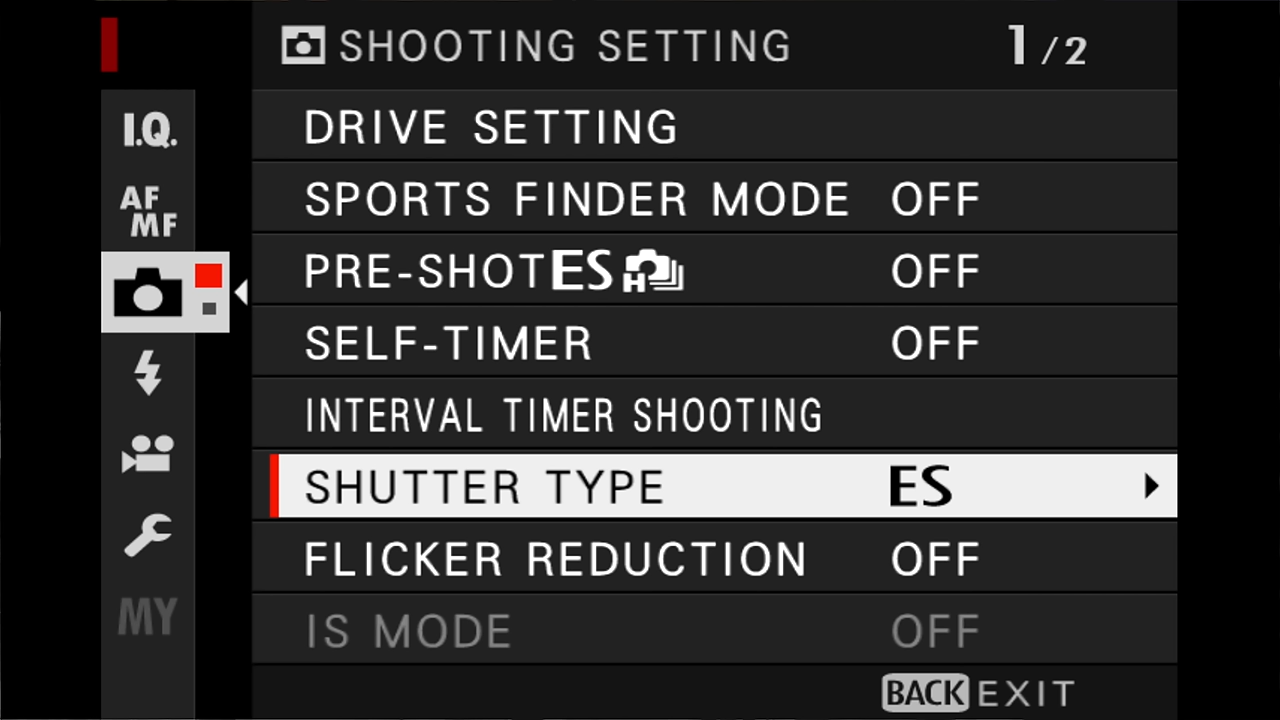 SHOOTING SETTING 1/2
I.Q.
DRIVE SETTING
AF
MF
SPORTS FINDER MODE OFF
PRE-SHOT ES H OFF
SELF-TIMER OFF
INTERVAL TIMER SHOOTING
SHUTTER TYPE ES
FLICKER REDUCTION OFF
MY
IS MODE OFF
BACK EXIT